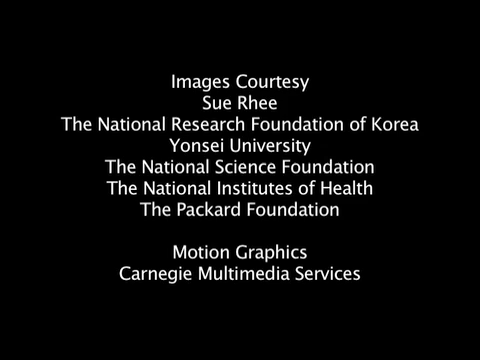 Images Courtesy
Sue Rhee
The National Research Foundation of Korea
Yonsei University
The National Science Foundation
The National Institutes of Health
The Packard Foundation
Motion Graphics
Carnegie Multimedia Services